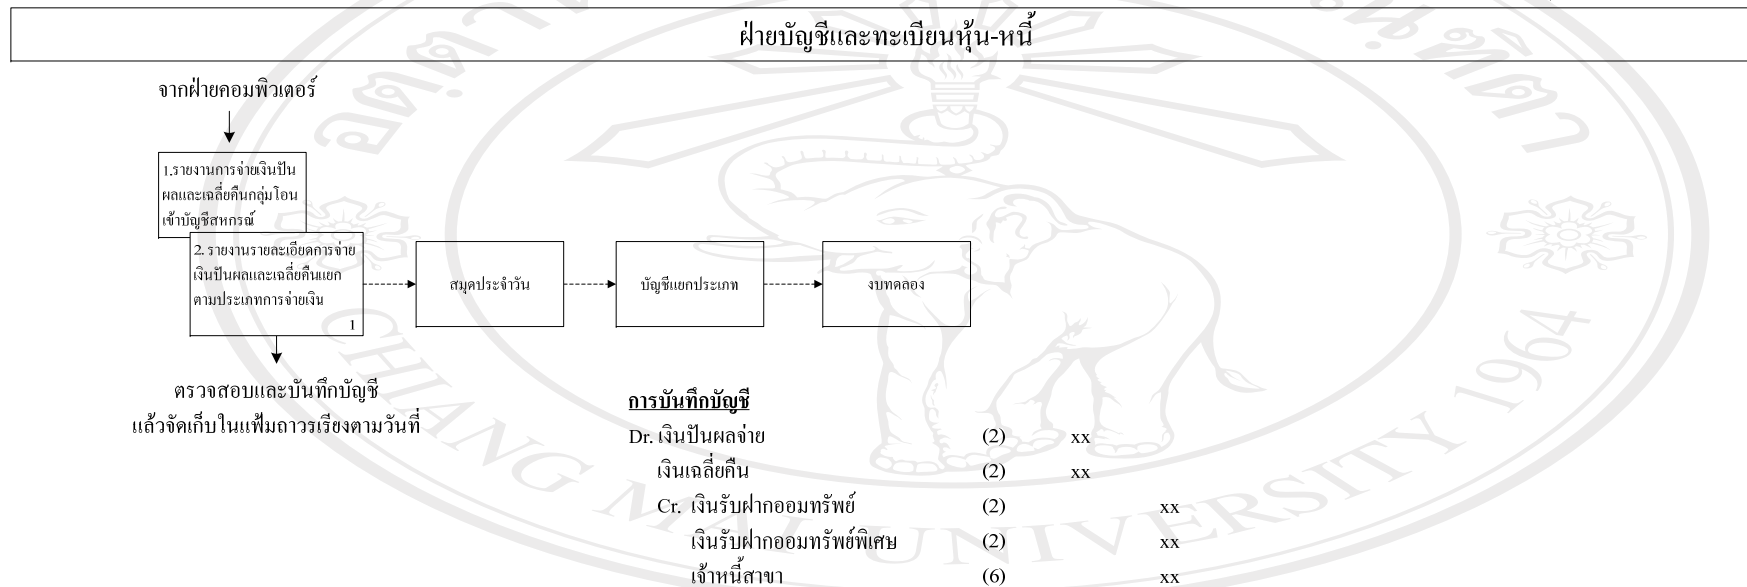 ฝ่ายบัญชีและทะเบียนหุ้น-หนี้
จากฝ่ายคอมพิวเตอร์
1.รายงานการจ่ายเงินปัน
ผลและเฉลี่ยคืนกลุ่มโอน
เข้าบัญชีสหกรณ์
2. รายงานรายละเอียดการจ่าย
เงินปันผลและเฉลี่ยคืนแยก
ตามประเภทการจ่ายเงิน
1
สมุดประจำวัน
บัญชีแยกประเภท
งบทดลอง
ตรวจสอบและบันทึกบัญชี
แล้วจัดเก็บในแฟ้มถาวรเรียงตามวันที่
การบันทึกบัญชี
Dr. เงินปันผลจ่าย (2) xx
เงินเฉลี่ยคืน (2) xx
Cr. เงินรับฝากออมทรัพย์ (2) xx
เงินรับฝากออมทรัพย์พิเศษ (2) xx
เจ้าหนี้สาขา (6) xx
CHIANG MAI UNIVERSITY 1964